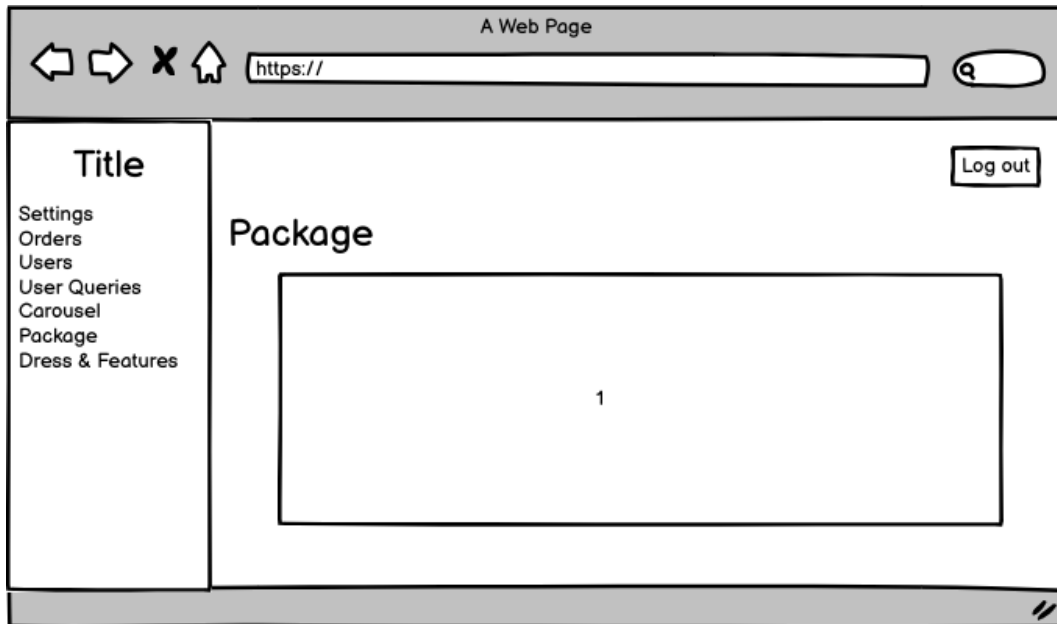 A Web Page
https://
Title
Settings
Orders
Users
User Queries
Carousel
Package
Dress & Features
Log out
Package
1